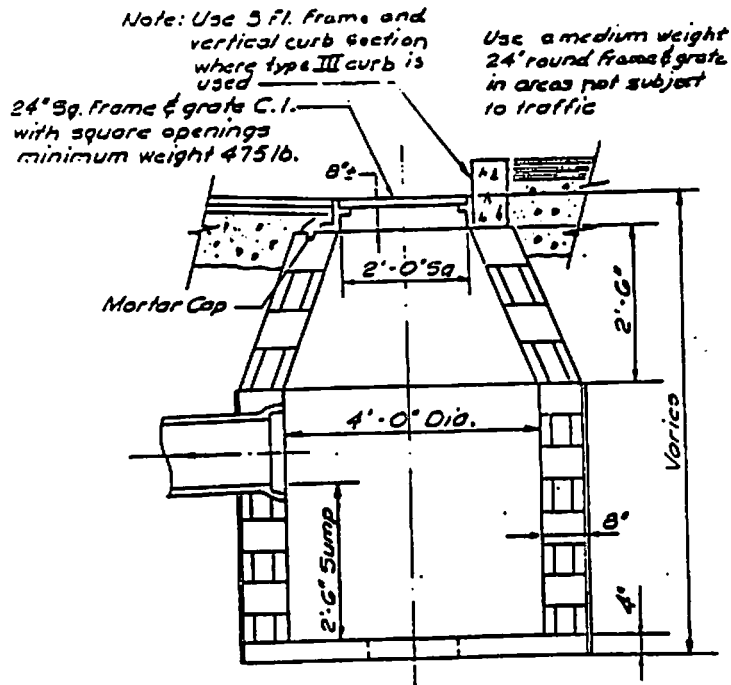 Note: Use 3 Ft. Frame and
vertical curb section
where type III curb is
used
Use a medium weight
24" round frame & grate
in areas not subject
to traffic
24" Sq. Frame & grate C.I.
with square openings
minimum weight 475 lb.
8"±
2'-0" Sq
Mortar Cap
2'-6"
4'-0" Dia.
Varies
2'-6" Sump
8"
4"